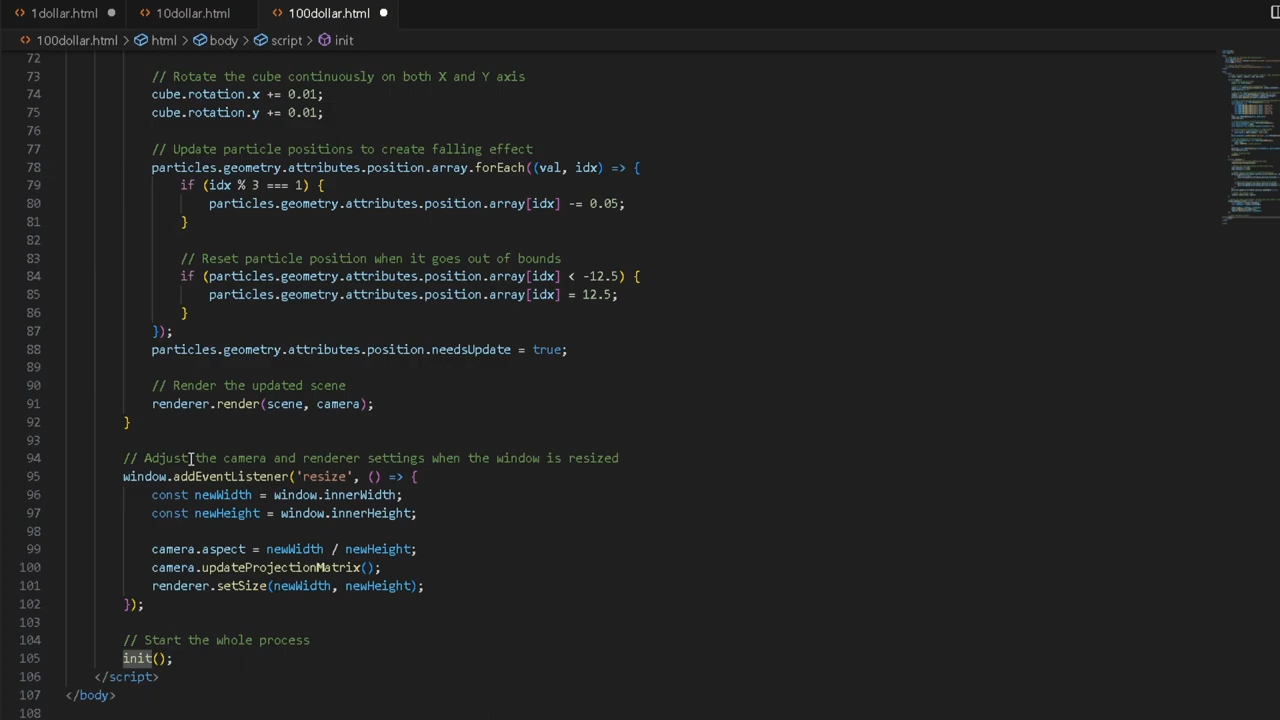 1dollar.html 10dollar.html 100dollar.html
100dollar.html > html > body > script > init
72
73 // Rotate the cube continuously on both X and Y axis
74 cube.rotation.x += 0.01;
75 cube.rotation.y += 0.01;
76
77 // Update particle positions to create falling effect
78 particles.geometry.attributes.position.array.forEach((val, idx) => {
79 if (idx % 3 === 1) {
80 particles.geometry.attributes.position.array[idx] -= 0.05;
81 }
82
83 // Reset particle position when it goes out of bounds
84 if (particles.geometry.attributes.position.array[idx] < -12.5) {
85 particles.geometry.attributes.position.array[idx] = 12.5;
86 }
87 });
88 particles.geometry.attributes.position.needsUpdate = true;
89
90 // Render the updated scene
91 renderer.render(scene, camera);
92 }
93
94 // Adjust the camera and renderer settings when the window is resized
95 window.addEventListener('resize', () => {
96 const newWidth = window.innerWidth;
97 const newHeight = window.innerHeight;
98
99 camera.aspect = newWidth / newHeight;
100 camera.updateProjectionMatrix();
101 renderer.setSize(newWidth, newHeight);
102 });
103
104 // Start the whole process
105 init();
106 </script>
107 </body>
108